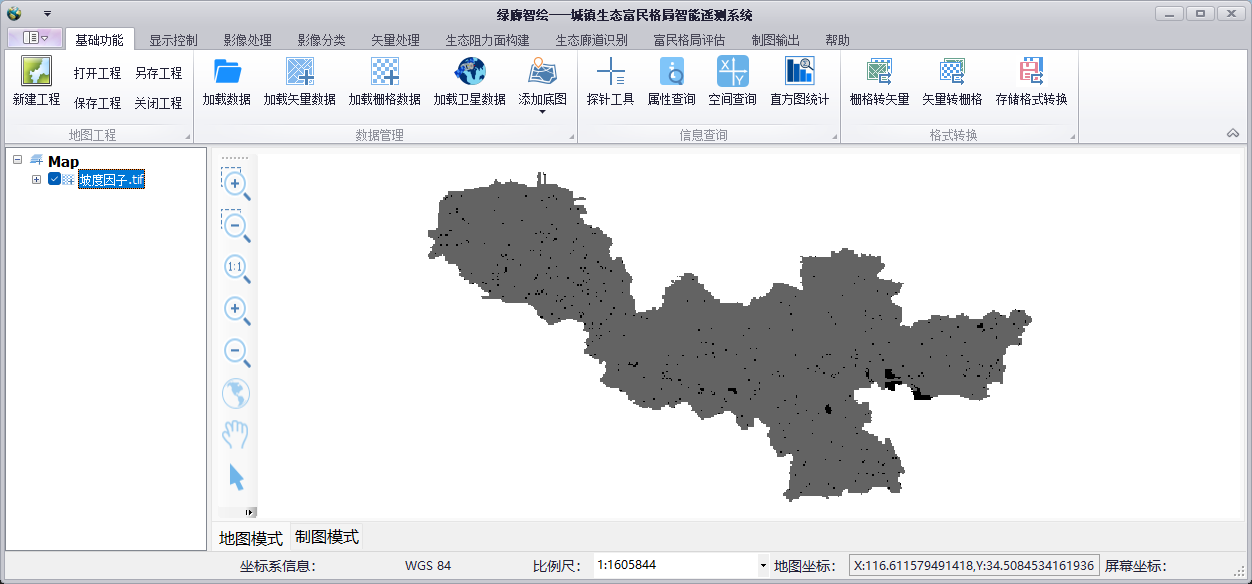 绿廊智绘——城镇生态富民格局智能遥测系统
基础功能 显示控制 影像处理 影像分类 矢量处理 生态阻力面构建 生态廊道识别 富民格局评估 制图输出 帮助
新建工程 打开工程 另存工程 保存工程 关闭工程
加载数据 加载矢量数据 加载栅格数据 加载卫星数据 添加底图
探针工具 属性查询 空间查询 直方图统计
栅格转矢量 矢量转栅格 存储格式转换
地图工程 数据管理 信息查询 格式转换
Map
坡度因子.tif
1:1
地图模式 制图模式
坐标系信息: WGS 84 比例尺: 1:1605844 地图坐标: X:116.611579491418,Y:34.5084534161936 屏幕坐标: